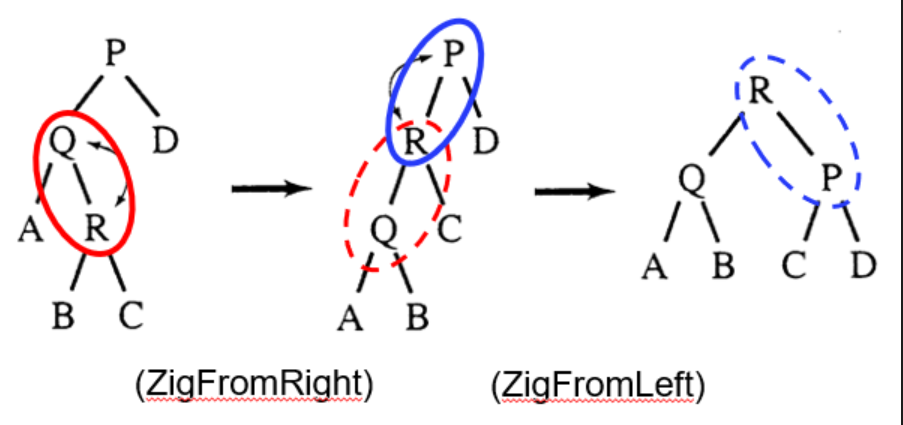 P
Q D
A R
B C
P
R D
Q C
A B
R
Q P
A B C D
(ZigFromRight) (ZigFromLeft)